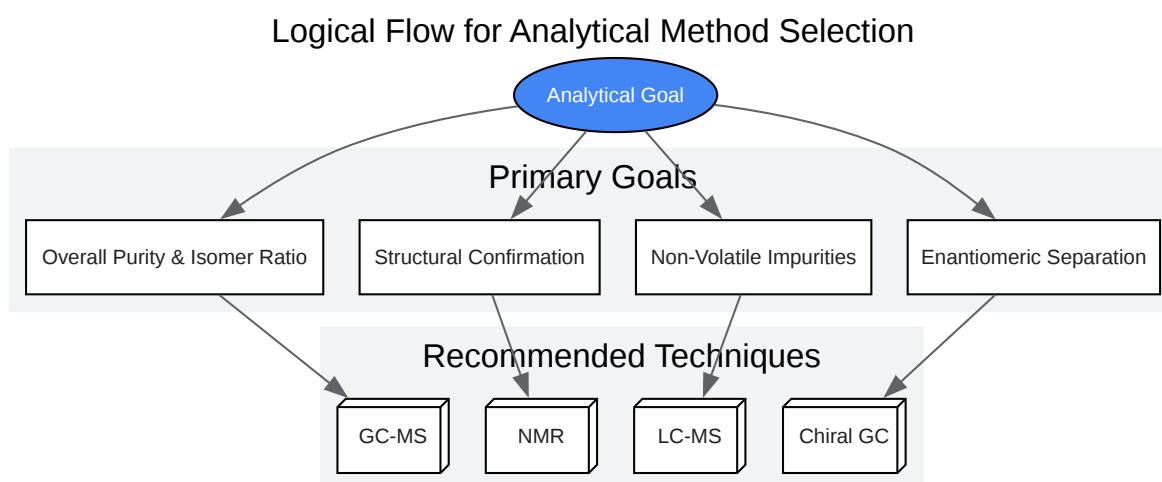 Logical Flow for Analytical Method Selection
Analytical Goal
Primary Goals
Overall Purity & Isomer Ratio
Structural Confirmation
Non-Volatile Impurities
Enantiomeric Separation
Recommended Techniques
GC-MS
NMR
LC-MS
Chiral GC